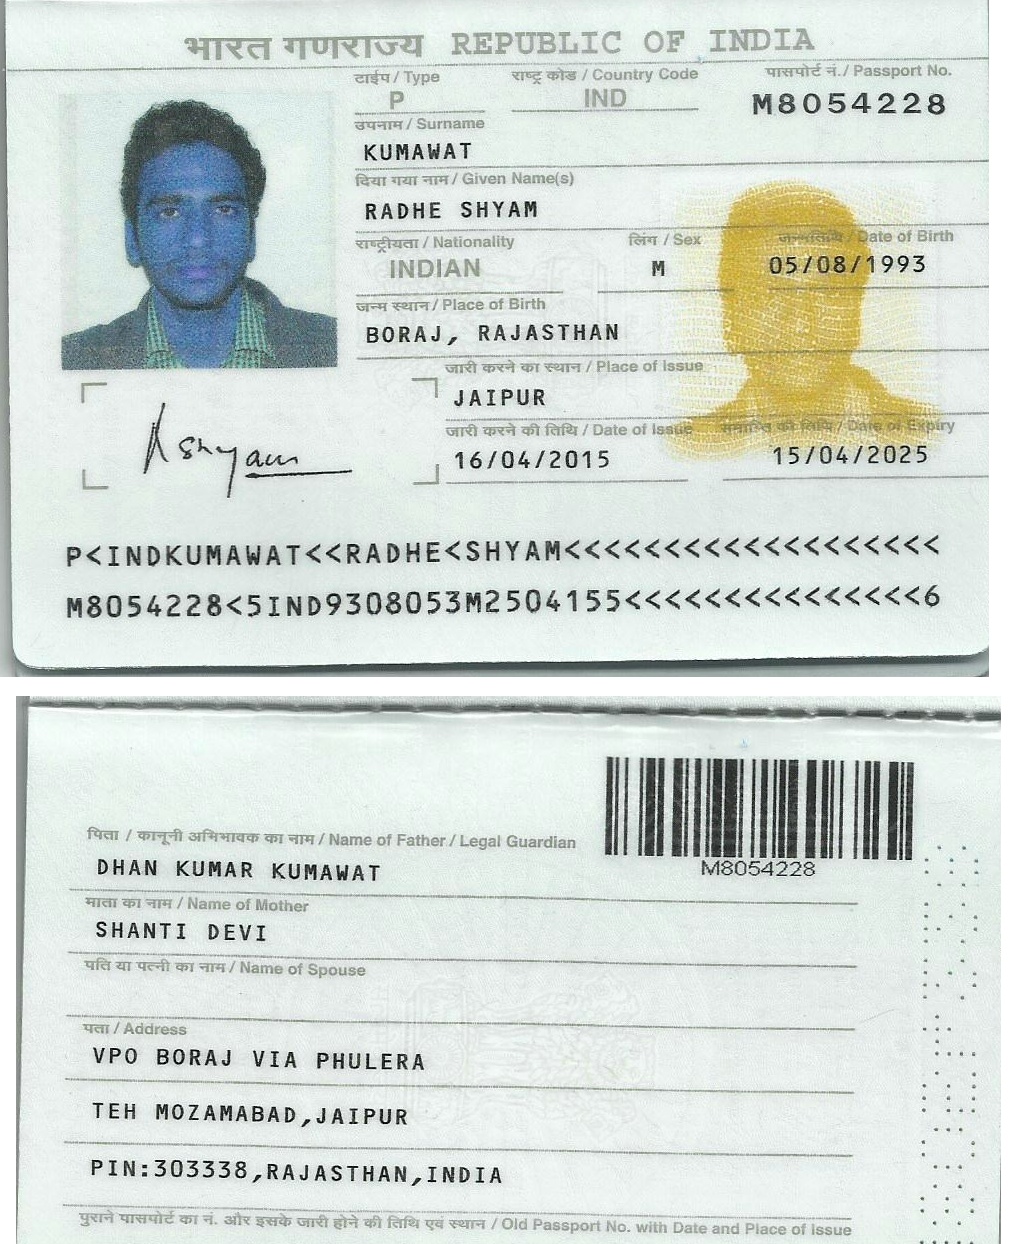 भारत गणराज्य REPUBLIC OF INDIA
टाईप / Type राष्ट्र कोड / Country Code पासपोर्ट नं. / Passport No.
P IND M8054228
उपनाम / Surname
KUMAWAT
दिया गया नाम / Given Name(s)
RADHE SHYAM
राष्ट्रीयता / Nationality लिंग / Sex जन्मतिथि / Date of Birth
INDIAN M 05/08/1993
जन्म स्थान / Place of Birth
BORAJ, RAJASTHAN
जारी करने का स्थान / Place of Issue
JAIPUR
जारी करने की तिथि / Date of Issue समाप्ति की तिथि / Date of Expiry
16/04/2015 15/04/2025
Rshyam
P<INDKUMAWAT<<RADHE<SHYAM<<<<<<<<<<<<<<<<<<<
M8054228<5IND9308053M2504155<<<<<<<<<<<<<<<6
M8054228
पिता / कानूनी अभिभावक का नाम / Name of Father / Legal Guardian
DHAN KUMAR KUMAWAT
माता का नाम / Name of Mother
SHANTI DEVI
पति या पत्नी का नाम / Name of Spouse
पता / Address
VPO BORAJ VIA PHULERA
TEH MOZAMABAD,JAIPUR
PIN:303338,RAJASTHAN,INDIA
पुराने पासपोर्ट का नं. और इसके जारी होने की तिथि एवं स्थान / Old Passport No. with Date and Place of Issue